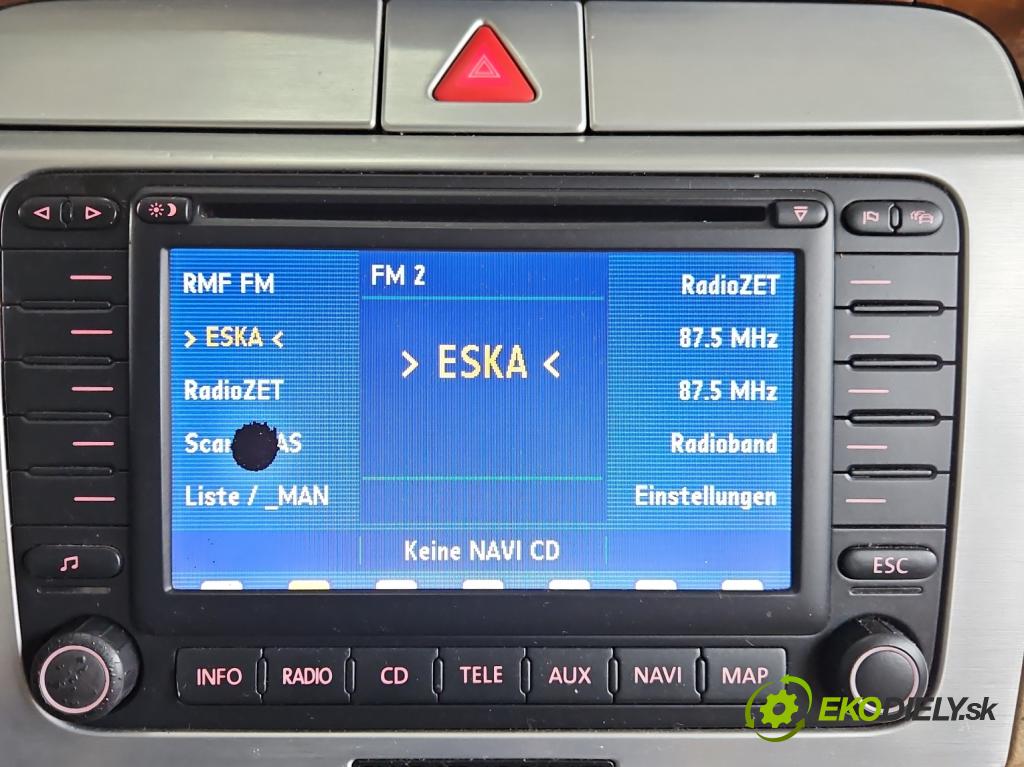 RMF FM
FM 2
RadioZET
> ESKA <
87.5 MHz
> ESKA <
RadioZET
87.5 MHz
AS
Radioband
Liste / _MAN
Einstellungen
Keine NAVI CD
ESC
INFO RADIO CD TELE AUX NAVI MAP
EKODIELY.sk